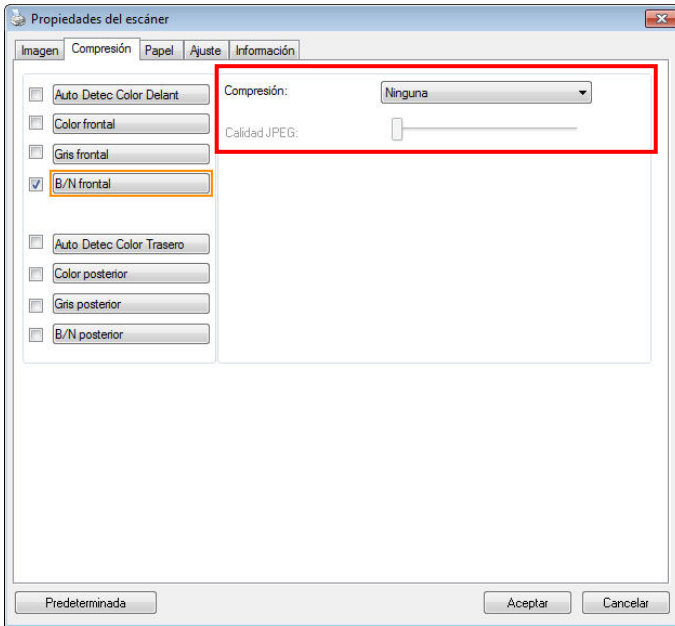 Propiedades del escáner
Imagen Compresión Papel Ajuste Información
Auto Detec Color Delant
Compresión: Ninguna
Color frontal
Calidad JPEG:
Gris frontal
B/N frontal
Auto Detec Color Trasero
Color posterior
Gris posterior
B/N posterior
Predeterminada Aceptar Cancelar